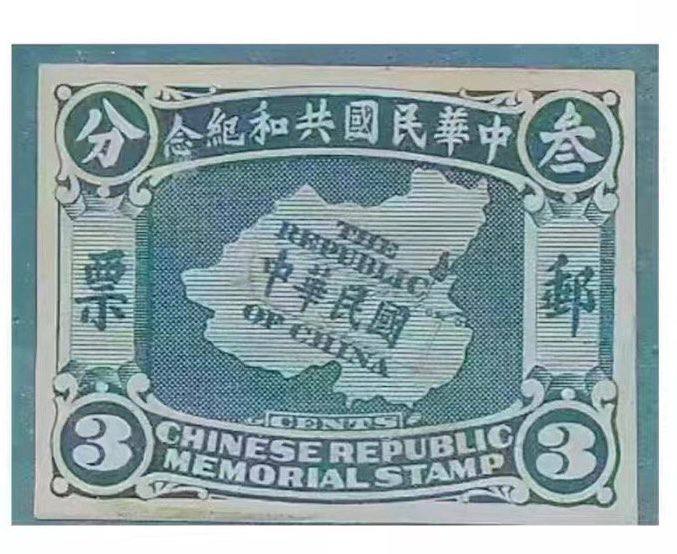 叁
中華民國共和紀念
分
郵
票
THE
REPUBLIC
中華民國
OF CHINA
CENTS
3
CHINESE REPUBLIC
MEMORIAL STAMP
3